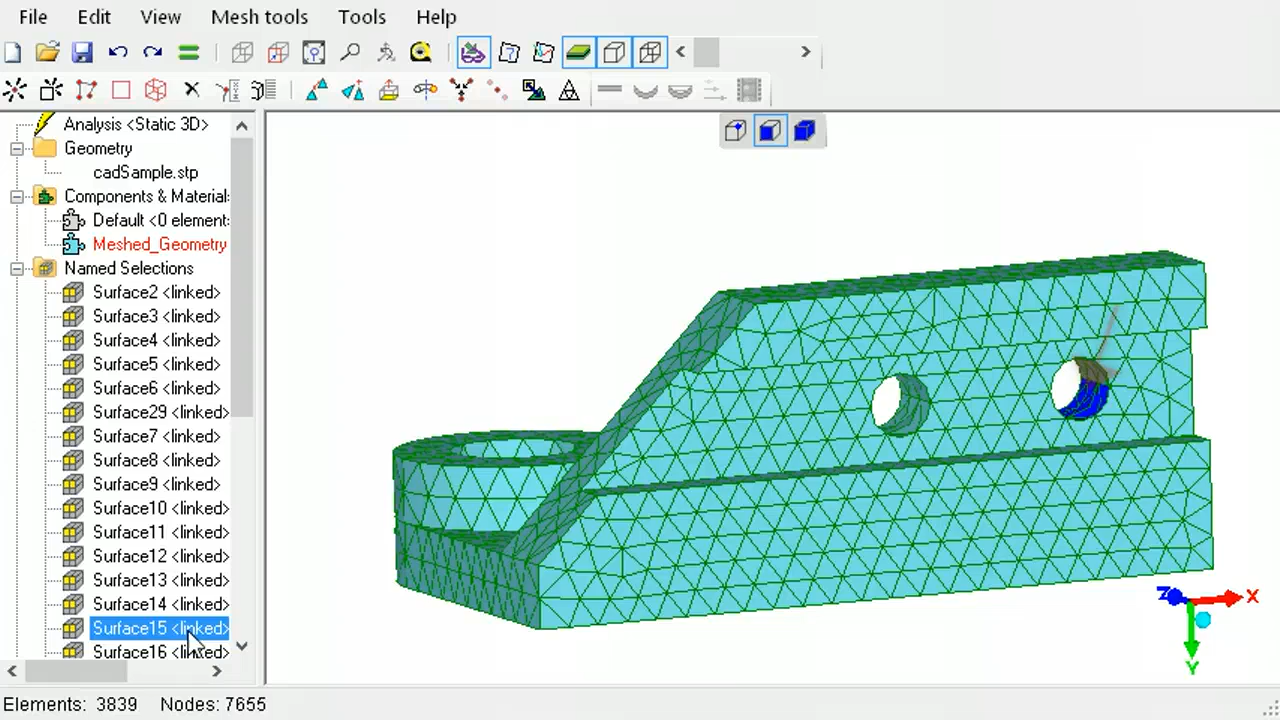 File Edit View Mesh tools Tools Help
Analysis <Static 3D>
Geometry
cadSample.stp
Components & Material
Default <0 element
Meshed_Geometry
Named Selections
Surface2 <linked>
Surface3 <linked>
Surface4 <linked>
Surface5 <linked>
Surface6 <linked>
Surface29 <linked>
Surface7 <linked>
Surface8 <linked>
Surface9 <linked>
Surface10 <linked>
Surface11 <linked>
Surface12 <linked>
Surface13 <linked>
Surface14 <linked>
Surface15 <linked>
Surface16 <linked>
Z X
Y
Elements: 3839 Nodes: 7655